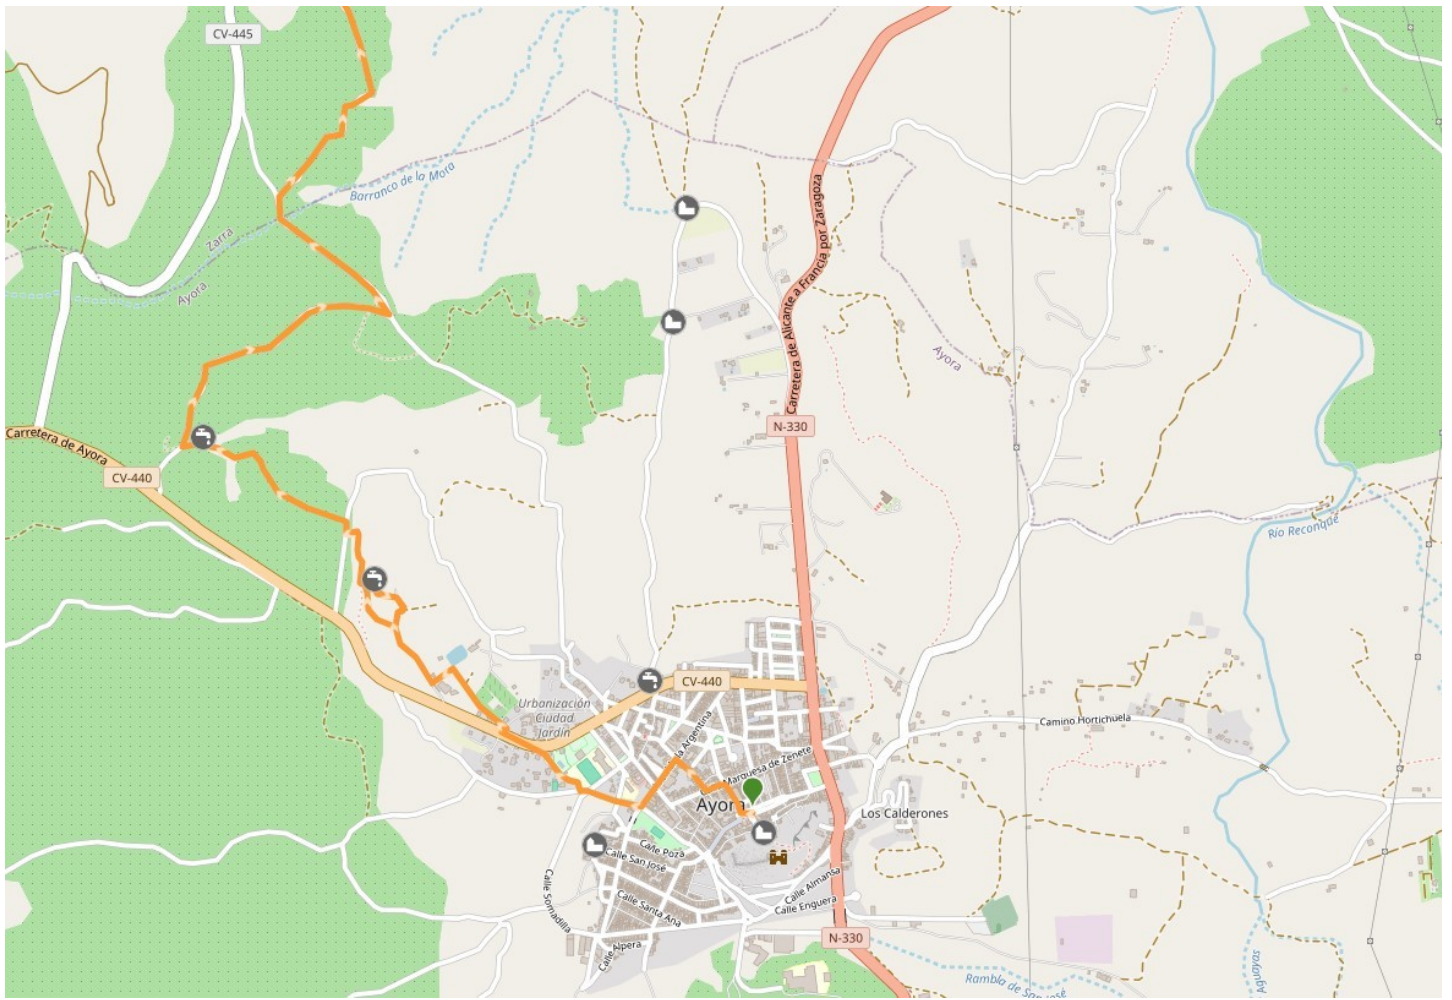 CV-445
Barranco de la Mota
Zarra
Ayora
Carretera de Alicante a Francia por Zaragoza
Ayora
N-330
Carretera de Ayora
CV-440
Río Reconque
CV-440
Urbanización
Ciudad
Jardín
Camino Hortichuela
Marquesa de Zenete
Ayora
Los Calderones
Calle Poza
Calle San José
Calle Almansa
Calle Enguera
Calle Santa Ana
Calle Somadilla
Calle Alpera
N-330
Rambla de San José